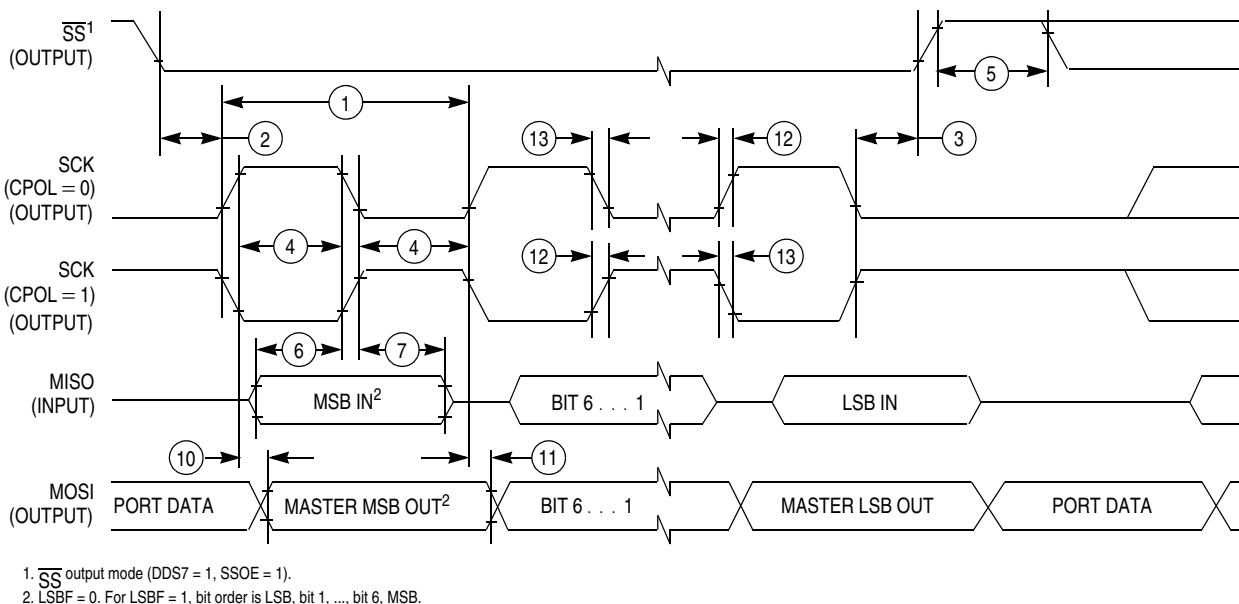 SS¹
(OUTPUT)
5
1
2
13
12
3
SCK
(CPOL = 0)
(OUTPUT)
4
4
12
13
SCK
(CPOL = 1)
(OUTPUT)
6
7
MISO
(INPUT)
MSB IN²
BIT 6 . . . 1
LSB IN
10
11
MOSI
(OUTPUT)
PORT DATA
MASTER MSB OUT²
BIT 6 . . . 1
MASTER LSB OUT
PORT DATA
1. SS output mode (DDS7 = 1, SSOE = 1).
2. LSBF = 0. For LSBF = 1, bit order is LSB, bit 1, ..., bit 6, MSB.